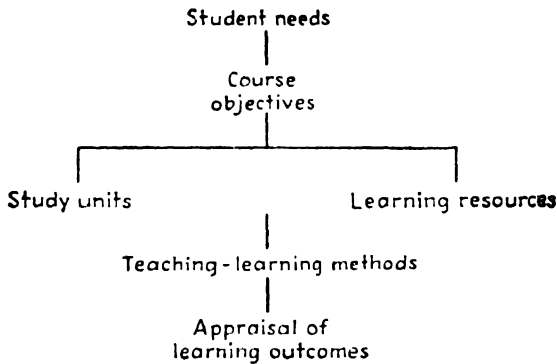 Student needs
Course
objectives
Study units
Learning resources
Teaching-learning methods
Appraisal of
learning outcomes